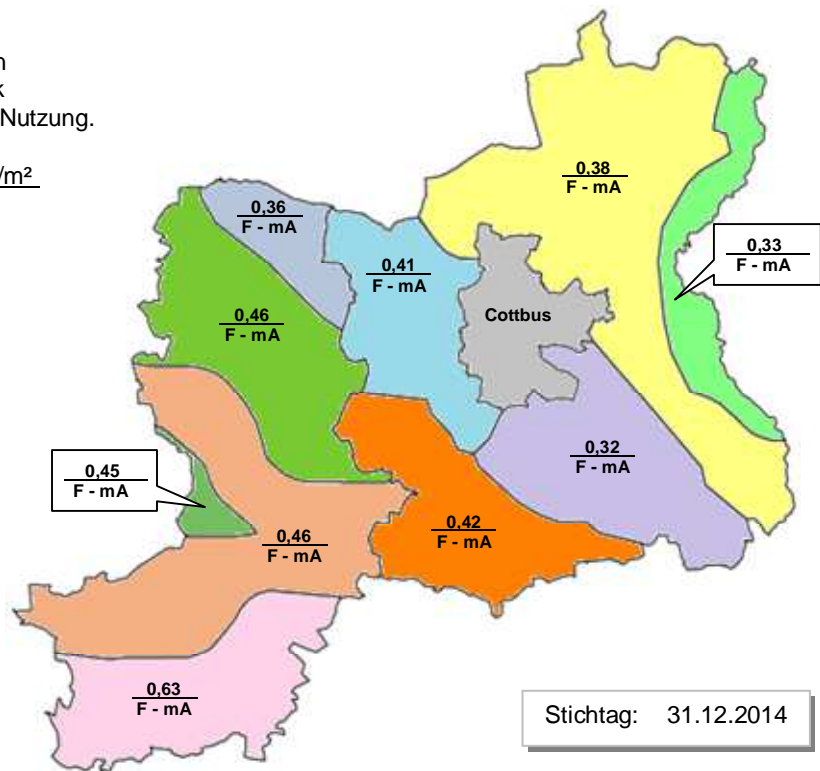 Nutzung.
/m²
0,38
F - mA
0,36
F - mA
0,33
F - mA
0,41
F - mA
0,46
F - mA
Cottbus
0,32
F - mA
0,45
F - mA
0,46
F - mA
0,42
F - mA
0,63
F - mA
Stichtag: 31.12.2014